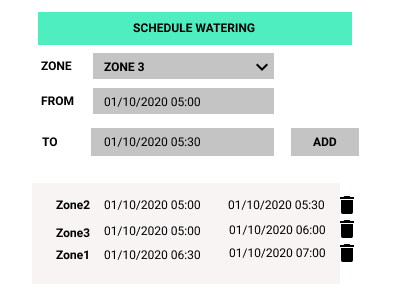 SCHEDULE WATERING
ZONE ZONE 3
FROM 01/10/2020 05:00
TO 01/10/2020 05:30 ADD
Zone2 01/10/2020 05:00 01/10/2020 05:30
Zone3 01/10/2020 05:00 01/10/2020 06:00
Zone1 01/10/2020 06:30 01/10/2020 07:00